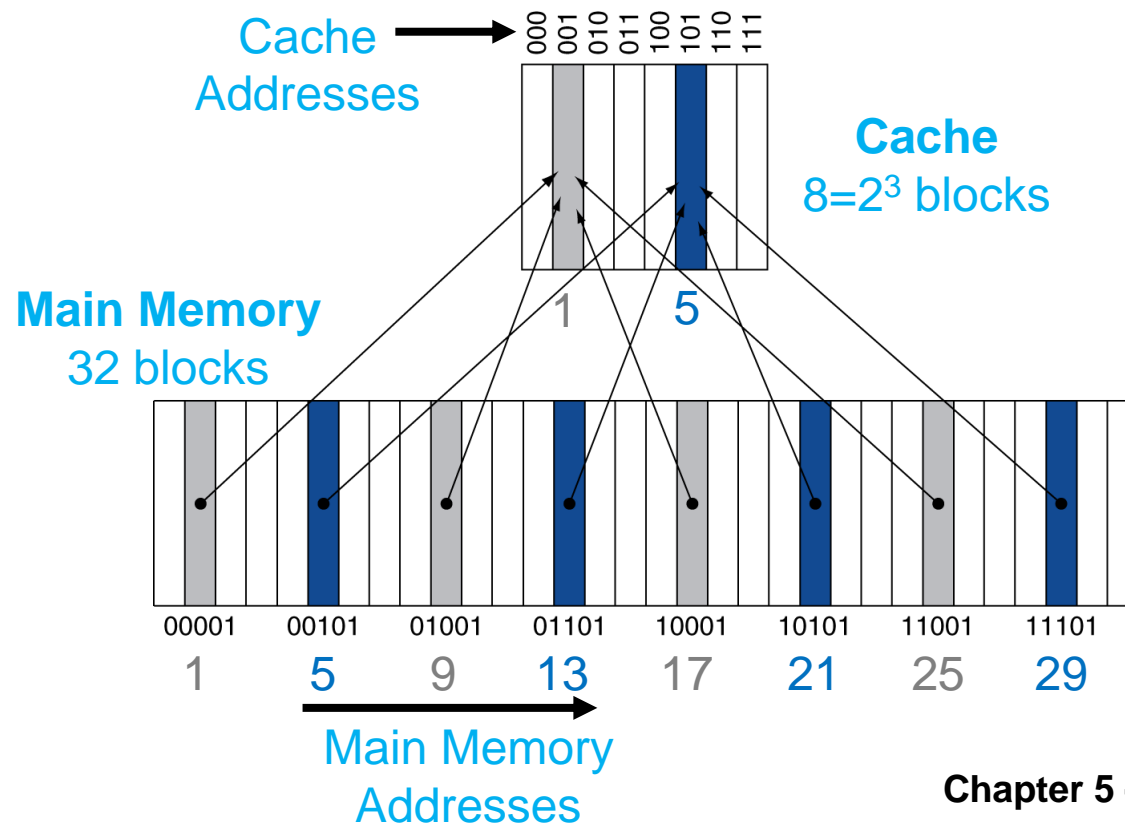 Cache
Addresses
000 001 010 011 100 101 110 111
Cache
8=2³ blocks
1 5
Main Memory
32 blocks
00001 00101 01001 01101 10001 10101 11001 11101
1 5 9 13 17 21 25 29
Main Memory
Addresses
Chapter 5